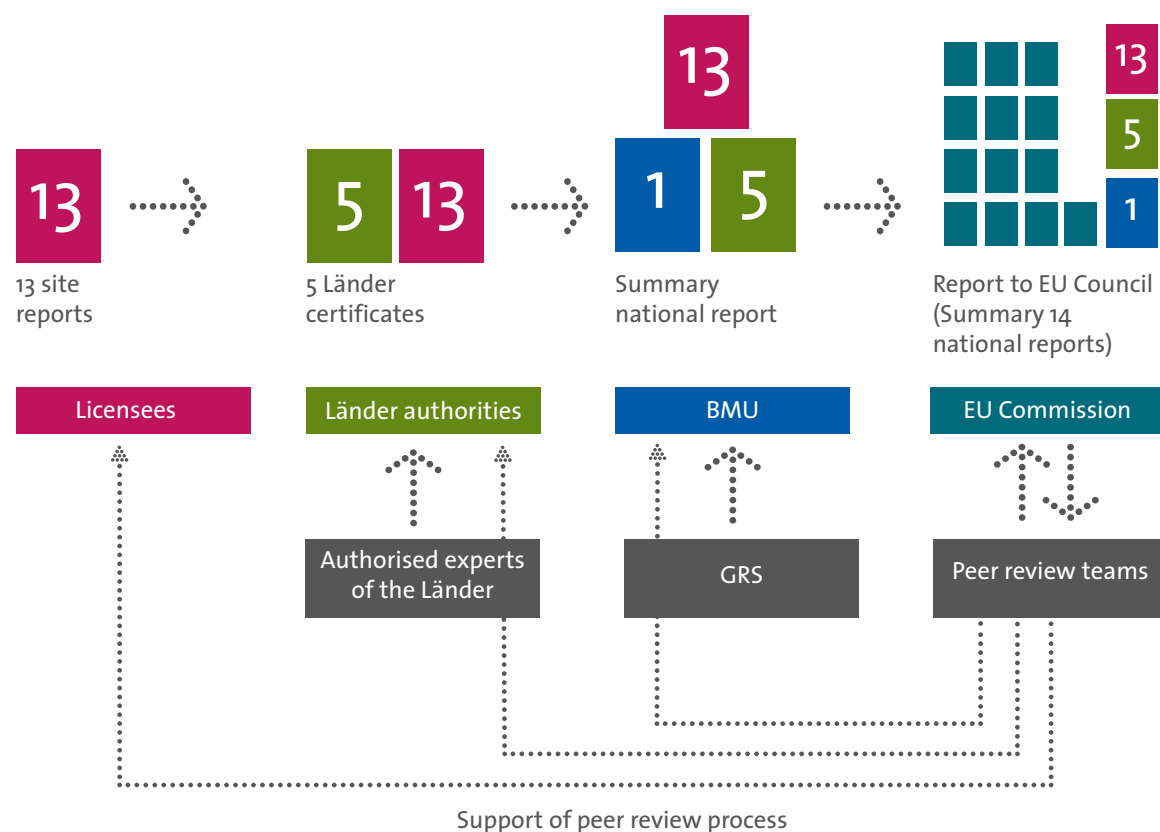 13
5 13
13
1 5
13
5
1
13 site
reports
5 Länder
certificates
Summary
national report
Report to EU Council
(Summary 14
national reports)
Licensees
Länder authorities
BMU
EU Commission
Authorised experts
of the Länder
GRS
Peer review teams
Support of peer review process